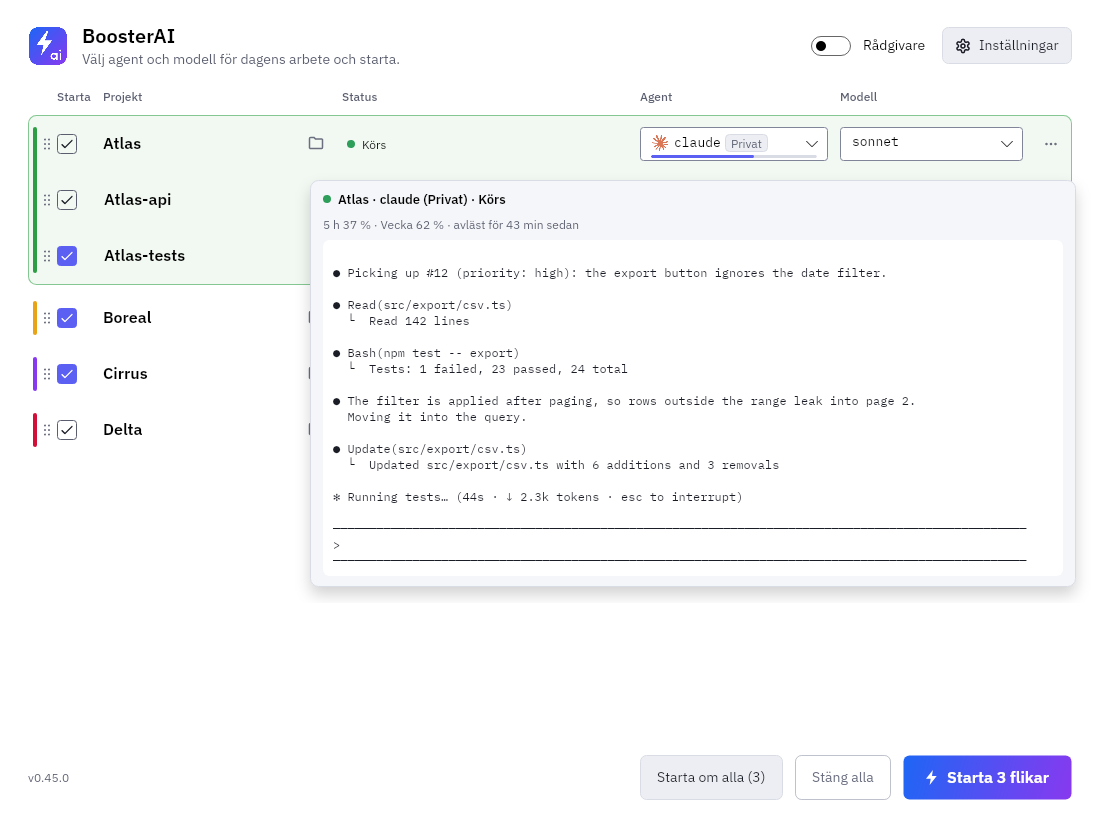 ai
BoosterAI
Välj agent och modell för dagens arbete och starta.
Rådgivare
Inställningar
Starta Projekt Status Agent Modell
Atlas Körs claude Privat sonnet ···
Atlas-api
Atlas-tests
Boreal
Cirrus
Delta
Atlas · claude (Privat) · Körs
5 h 37 % · Vecka 62 % · avläst för 43 min sedan
● Picking up #12 (priority: high): the export button ignores the date filter.
● Read(src/export/csv.ts)
└ Read 142 lines
● Bash(npm test -- export)
└ Tests: 1 failed, 23 passed, 24 total
● The filter is applied after paging, so rows outside the range leak into page 2.
Moving it into the query.
● Update(src/export/csv.ts)
└ Updated src/export/csv.ts with 6 additions and 3 removals
✻ Running tests… (44s · ↓ 2.3k tokens · esc to interrupt)
>
v0.45.0
Starta om alla (3)
Stäng alla
Starta 3 flikar